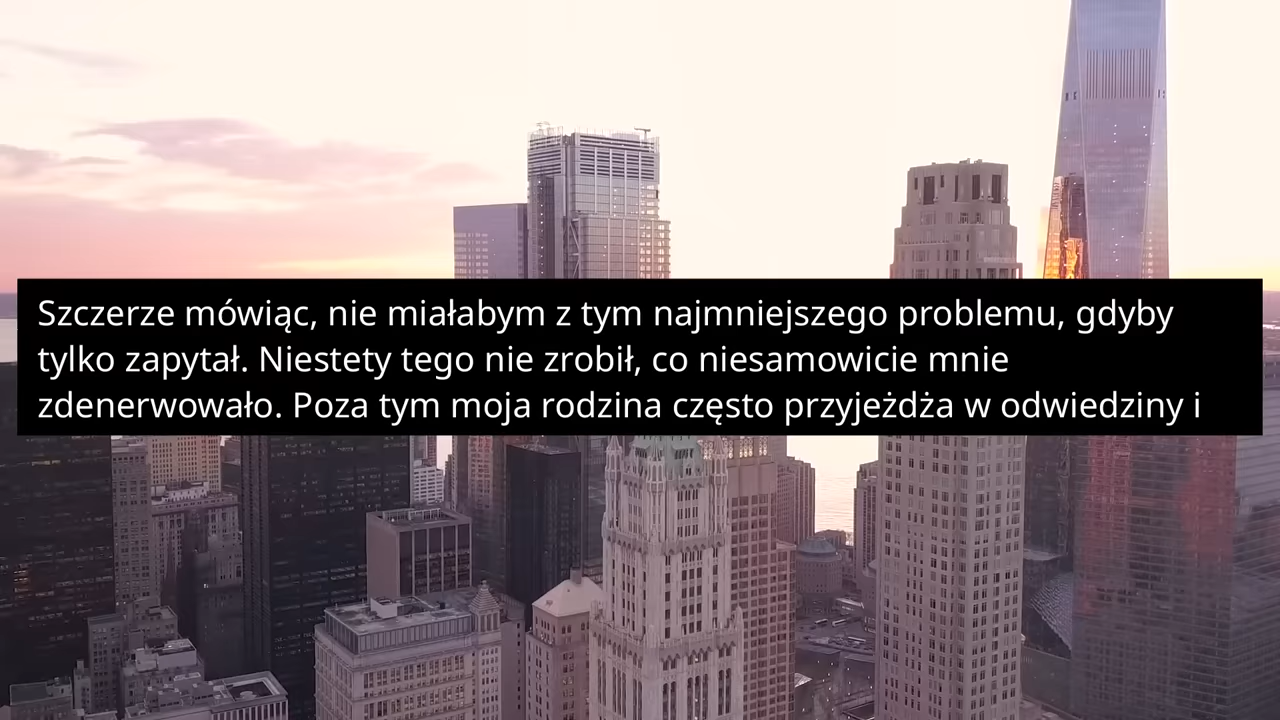 Szczerze mówiąc, nie miałabym z tym najmniejszego problemu, gdyby
tylko zapytał. Niestety tego nie zrobił, co niesamowicie mnie
zdenerwowało. Poza tym moja rodzina często przyjeżdża w odwiedziny i